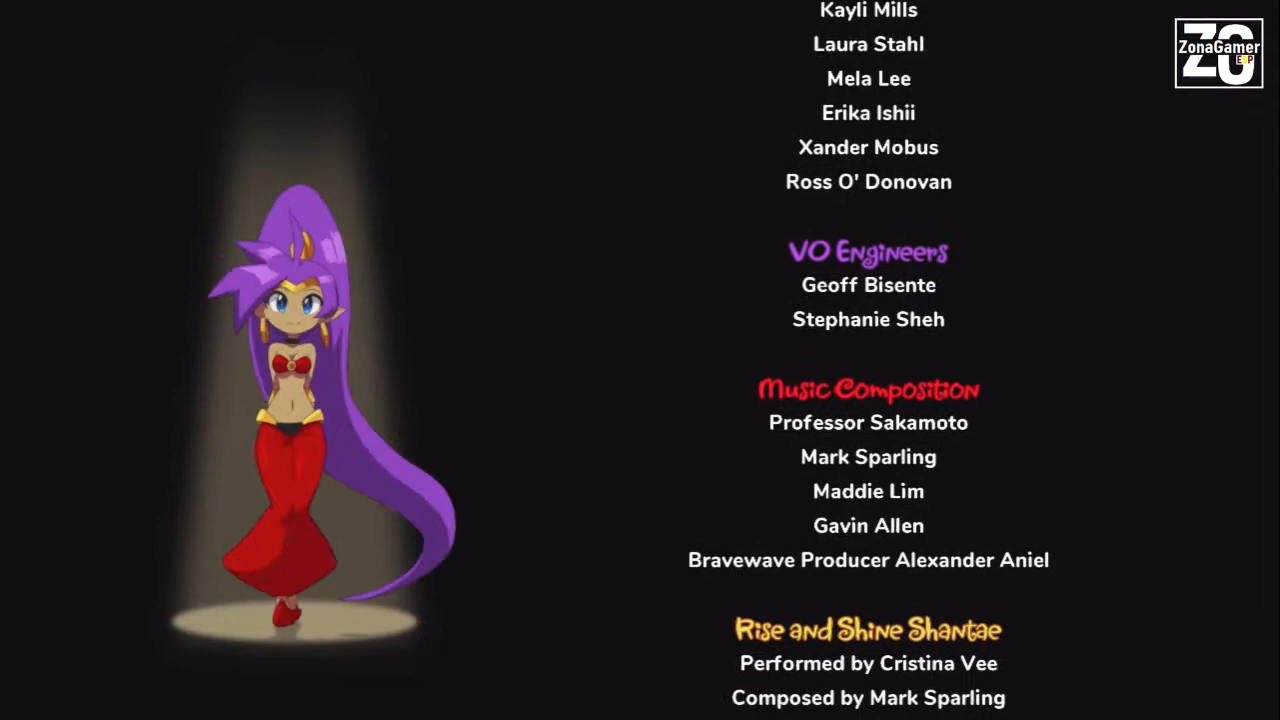 Kayli Mills
Laura Stahl
Mela Lee
Erika Ishii
Xander Mobus
Ross O' Donovan
VO Engineers
Geoff Bisente
Stephanie Sheh
Music Composition
Professor Sakamoto
Mark Sparling
Maddie Lim
Gavin Allen
Bravewave Producer Alexander Aniel
Rise and Shine Shantae
Performed by Cristina Vee
Composed by Mark Sparling
ZG
ZonaGamer
ESP